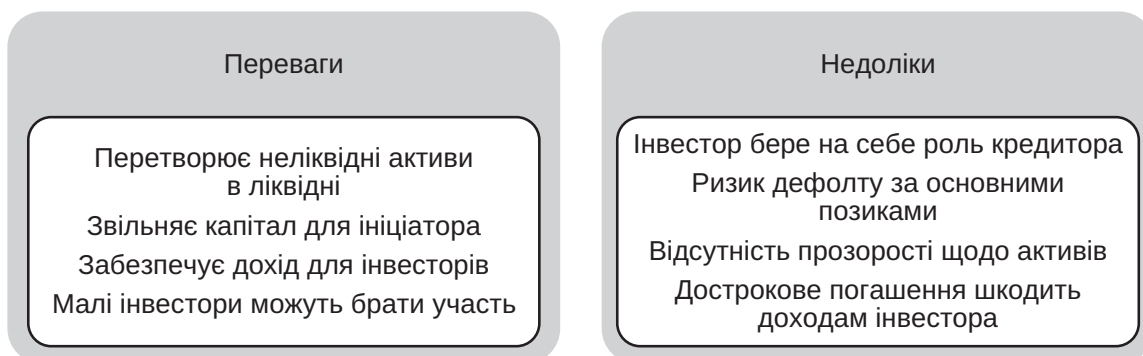 Переваги
Перетворює неліквідні активи
в ліквідні
Звільняє капітал для ініціатора
Забезпечує дохід для інвесторів
Малі інвестори можуть брати участь
Недоліки
Інвестор бере на себе роль кредитора
Ризик дефолту за основними
позиками
Відсутність прозорості щодо активів
Дострокове погашення шкодить
доходам інвестора